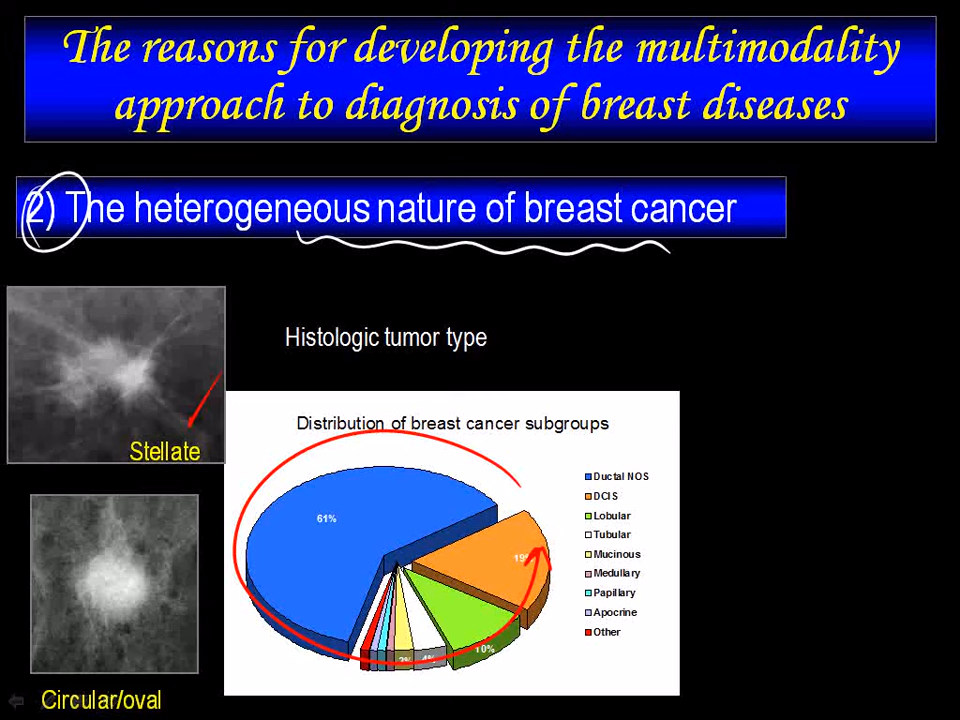 The reasons for developing the multimodality
approach to diagnosis of breast diseases
2) The heterogeneous nature of breast cancer
Histologic tumor type
Stellate
Circular/oval
Distribution of breast cancer subgroups
61%
19%
10%
4%
Ductal NOS
DCIS
Lobular
Tubular
Mucinous
Medullary
Papillary
Apocrine
Other